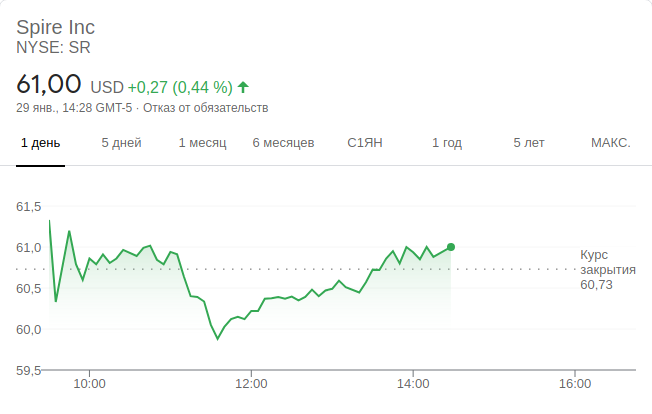 Spire Inc
NYSE: SR
61,00 USD +0,27 (0,44 %)
29 янв., 14:28 GMT-5 · Отказ от обязательств
1 день 5 дней 1 месяц 6 месяцев С1ЯН 1 год 5 лет МАКС.
61,5
61,0
60,5
60,0
59,5
Курс
закрытия
60,73
10:00 12:00 14:00 16:00